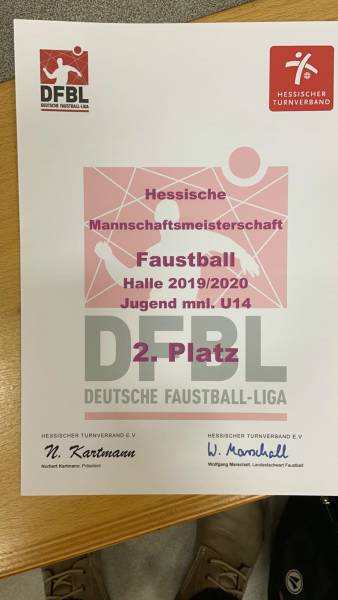 DFBL
DEUTSCHE FAUSTBALL-LIGA
HESSISCHER
TURNVERBAND
Hessische
Mannschaftsmeisterschaft
Faustball
Halle 2019/2020
Jugend mnl. U14
DFBL
2. Platz
DEUTSCHE FAUSTBALL-LIGA
HESSISCHER TURNVERBAND E.V
HESSISCHER TURNVERBAND E.V
N. Kartmann
W. Marschall
Norbert Kartmann, Präsident
Wolfgang Marschall, Landesfachwart Faustball